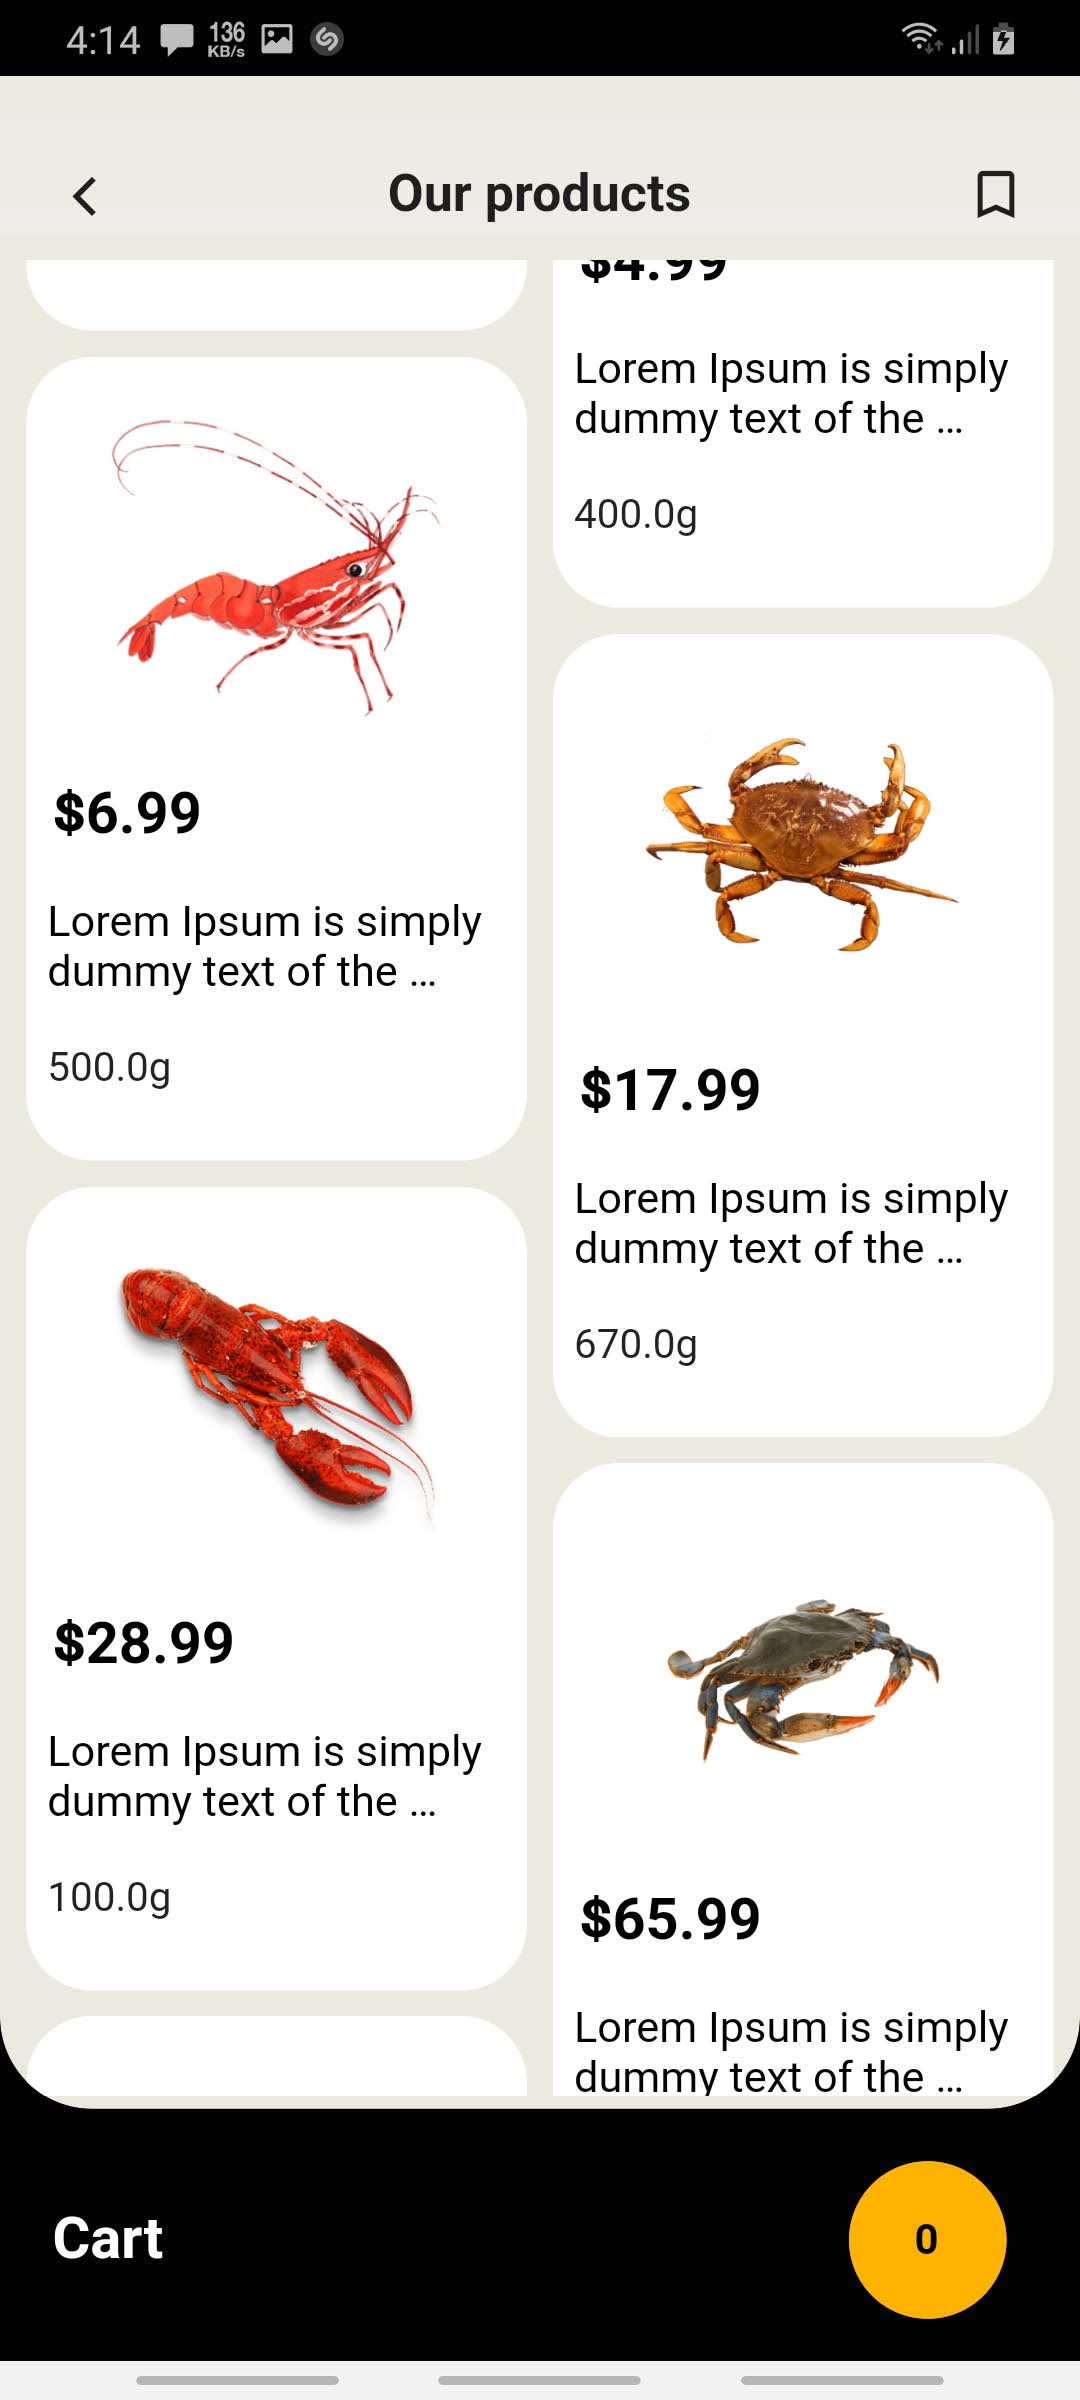 4:14
136
KB/s
Our products
$4.99
Lorem Ipsum is simply
dummy text of the ...
400.0g
$6.99
Lorem Ipsum is simply
dummy text of the ...
500.0g
$17.99
Lorem Ipsum is simply
dummy text of the ...
670.0g
$28.99
Lorem Ipsum is simply
dummy text of the ...
100.0g
$65.99
Lorem Ipsum is simply
dummy text of the ...
Cart
0